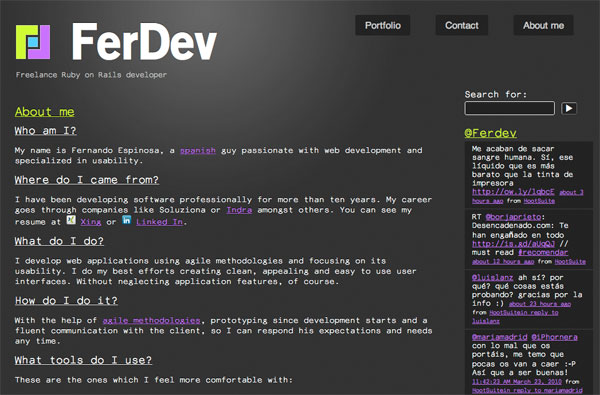 FerDev
Freelance Ruby on Rails developer
Portfolio
Contact
About me
About me
Who am I?
My name is Fernando Espinosa, a spanish guy passionate with web development and
specialized in usability.
Where do I came from?
I have been developing software professionally for more than ten years. My career
goes through companies like Soluziona or Indra amongst others. You can see my
resume at Xing or Linked In.
What do I do?
I develop web applications using agile methodologies and focusing on its
usability. I do my best efforts creating clean, appealing and easy to use user
interfaces. Without neglecting application features, of course.
How do I do it?
With the help of agile methodologies, prototyping since development starts and a
fluent communication with the client, so I can respond his expectations and needs
any time.
What tools do I use?
These are the ones which I feel more comfortable with:
Search for:
@Ferdev
Me acaban de sacar
sangre humana. Sí, ese
líquido que es más
barato que la tinta de
impresora
http://ow.ly/1qbcE about 3
hours ago from HootSuite
RT @borjaprieto:
Desencadenado.com: Te
han engañado en todo
http://is.gd/aUqQJ //
must read #recomendar
about 12 hours ago from HootSuite
@luislanz ah sí? por
qué? qué cosas estás
probando? gracias por la
info :) about 23 hours ago from
HootSuitein reply to
luislanz
@mariamadrid @iPhornera
con lo mal que os
portáis, me temo que
pocas os van a caer :-P
Así que a ser buenas!
11:42:23 AM March 23, 2010 from
HootSuitein reply to mariamadrid